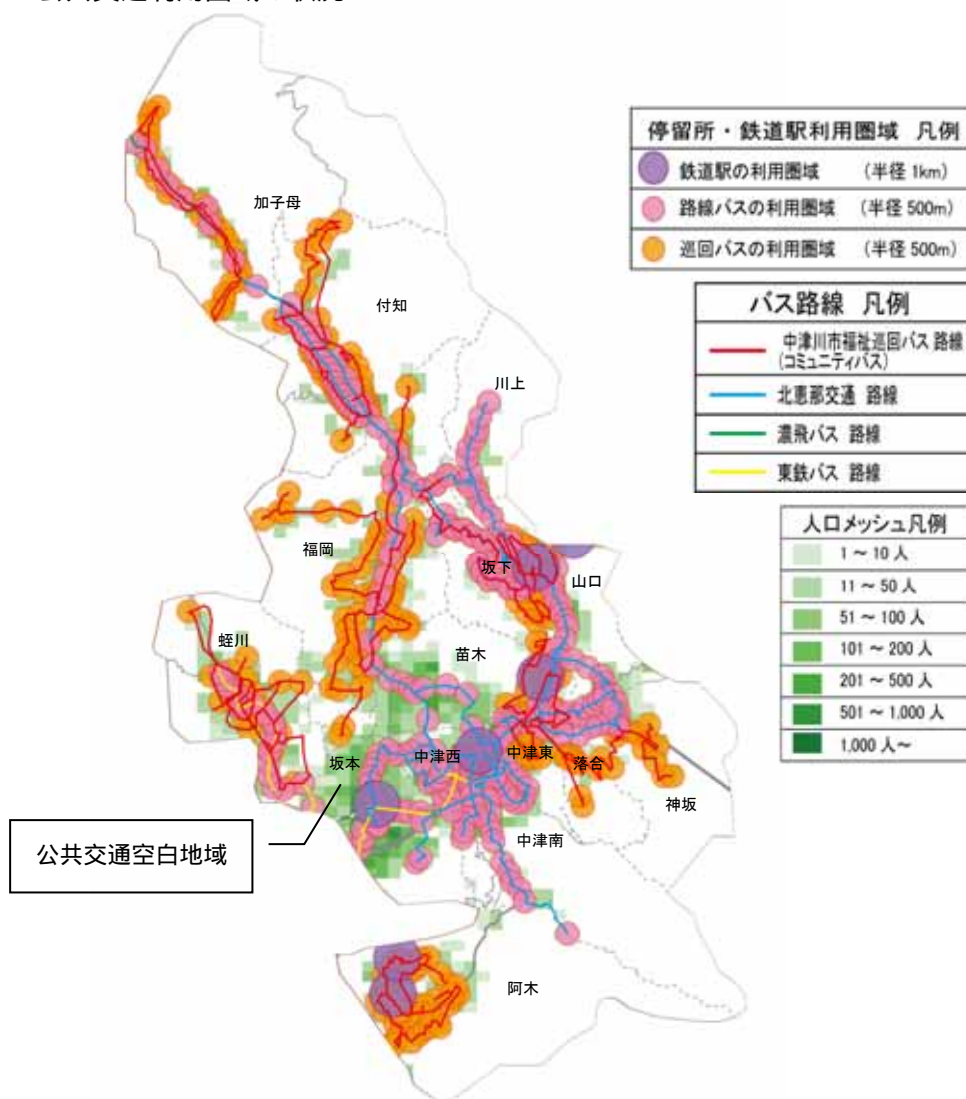 停留所・鉄道駅利用圏域 凡例
鉄道駅の利用圏域 (半径 1km)
路線バスの利用圏域 (半径 500m)
巡回バスの利用圏域 (半径 500m)
バス路線 凡例
中津川市福祉巡回バス 路線
(コミュニティバス)
北恵那交通 路線
濃飛バス 路線
東鉄バス 路線
人口メッシュ凡例
1 ~ 10 人
11 ~ 50 人
51 ~ 100 人
101 ~ 200 人
201 ~ 500 人
501 ~ 1,000 人
1,000 人~
加子母
付知
川上
福岡
坂下
山口
蛭川
苗木
坂本
中津西
中津東
落合
神坂
中津南
公共交通空白地域
阿木